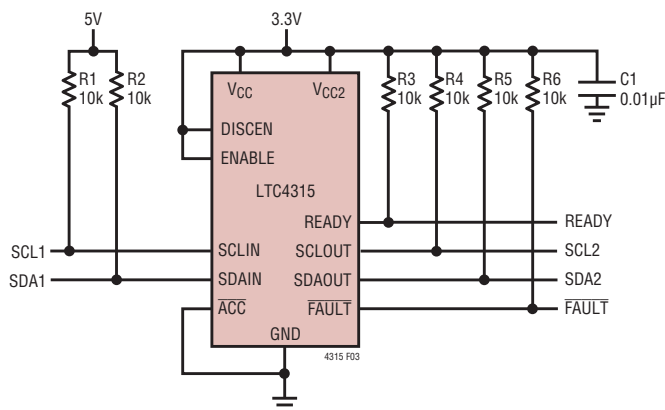 5V
3.3V
R1
10k
R2
10k
R3
10k
R4
10k
R5
10k
R6
10k
C1
0.01µF
VCC
VCC2
DISCEN
ENABLE
LTC4315
READY
READY
SCL1
SCLIN
SCLOUT
SCL2
SDA1
SDAIN
SDAOUT
SDA2
ACC
FAULT
FAULT
GND
4315 F03